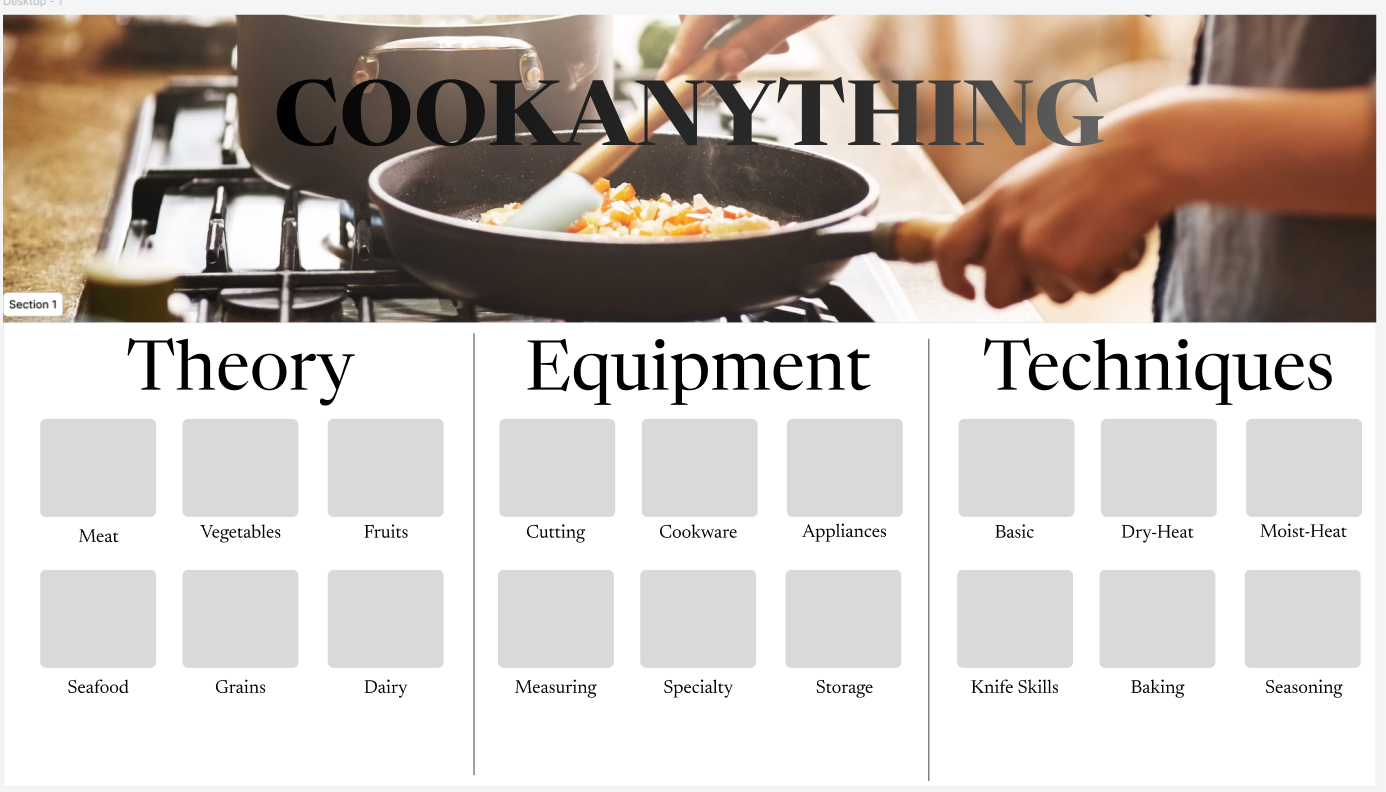 Desktop - 1
COOKANYTHING
Section 1
Theory
Equipment
Techniques
Meat
Vegetables
Fruits
Cutting
Cookware
Appliances
Basic
Dry-Heat
Moist-Heat
Seafood
Grains
Dairy
Measuring
Specialty
Storage
Knife Skills
Baking
Seasoning